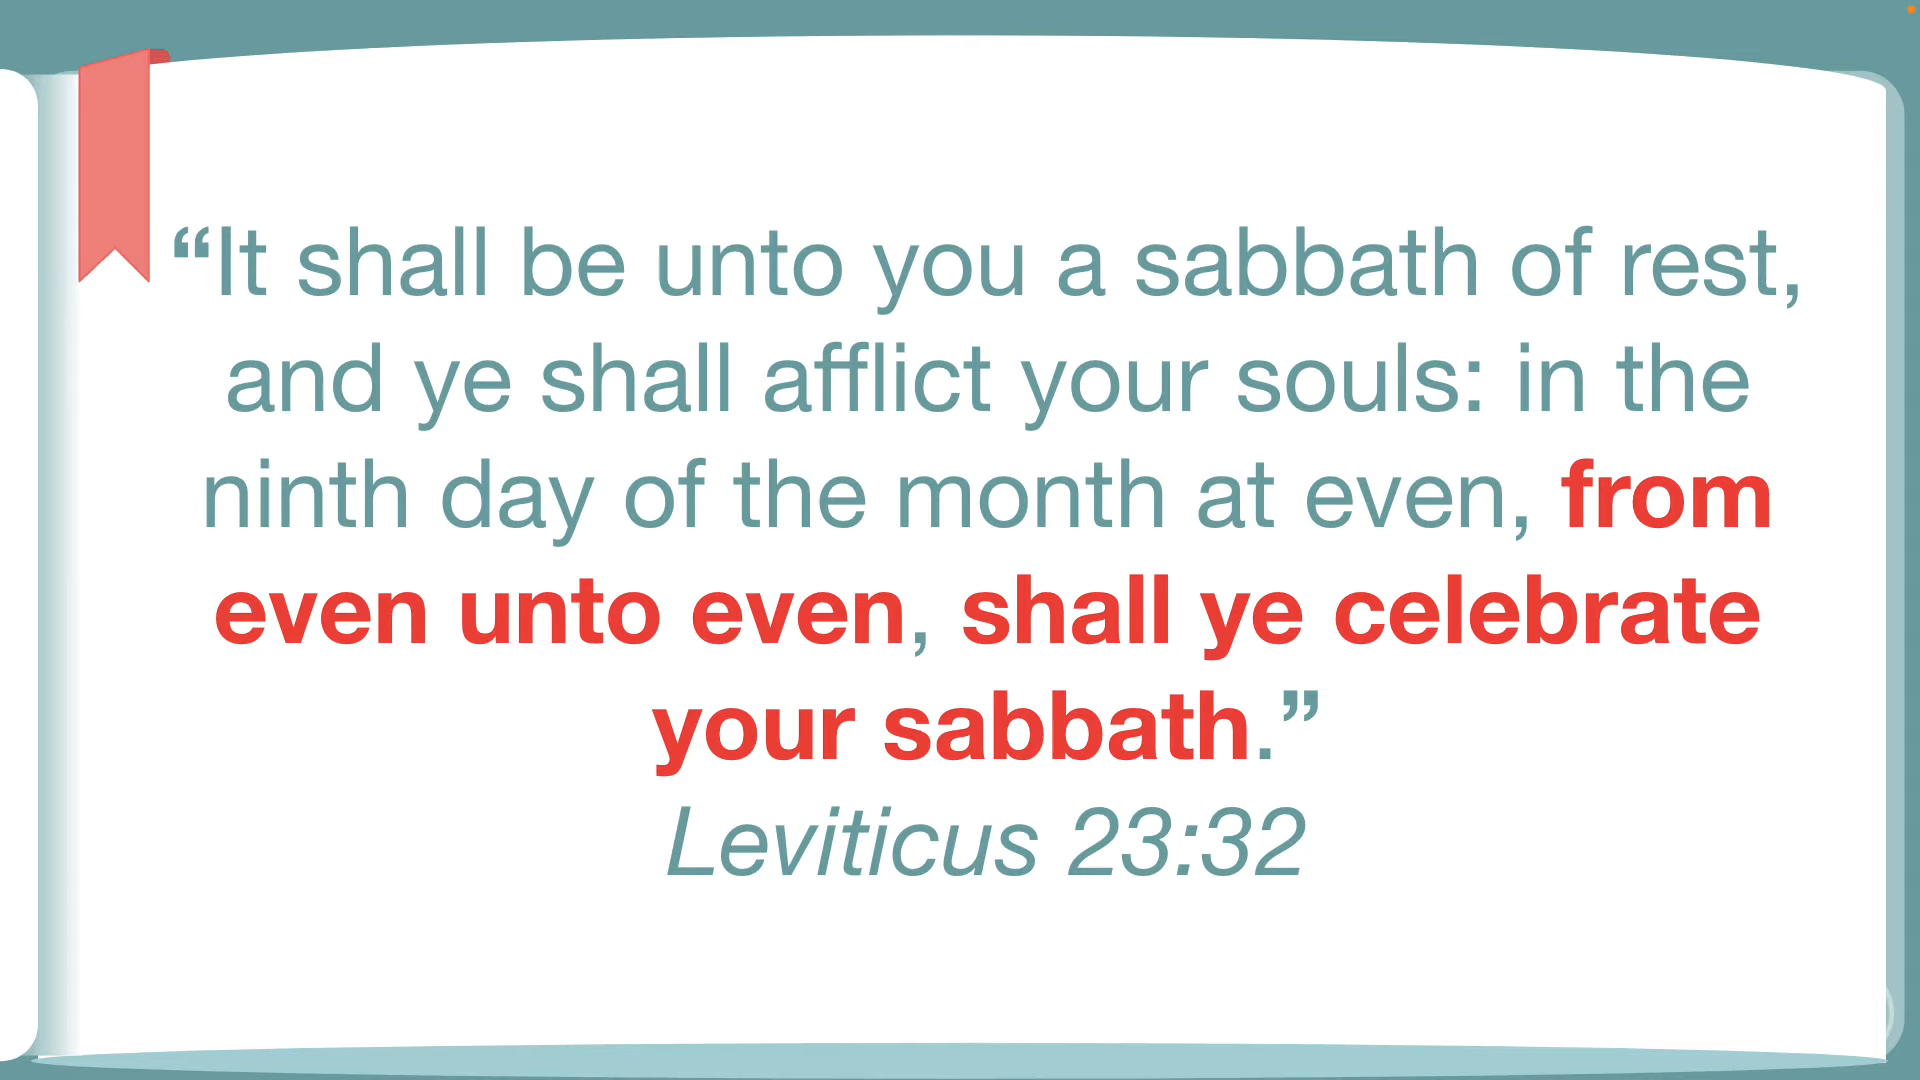 “It shall be unto you a sabbath of rest,
and ye shall afflict your souls: in the
ninth day of the month at even, from
even unto even, shall ye celebrate
your sabbath.”
Leviticus 23:32